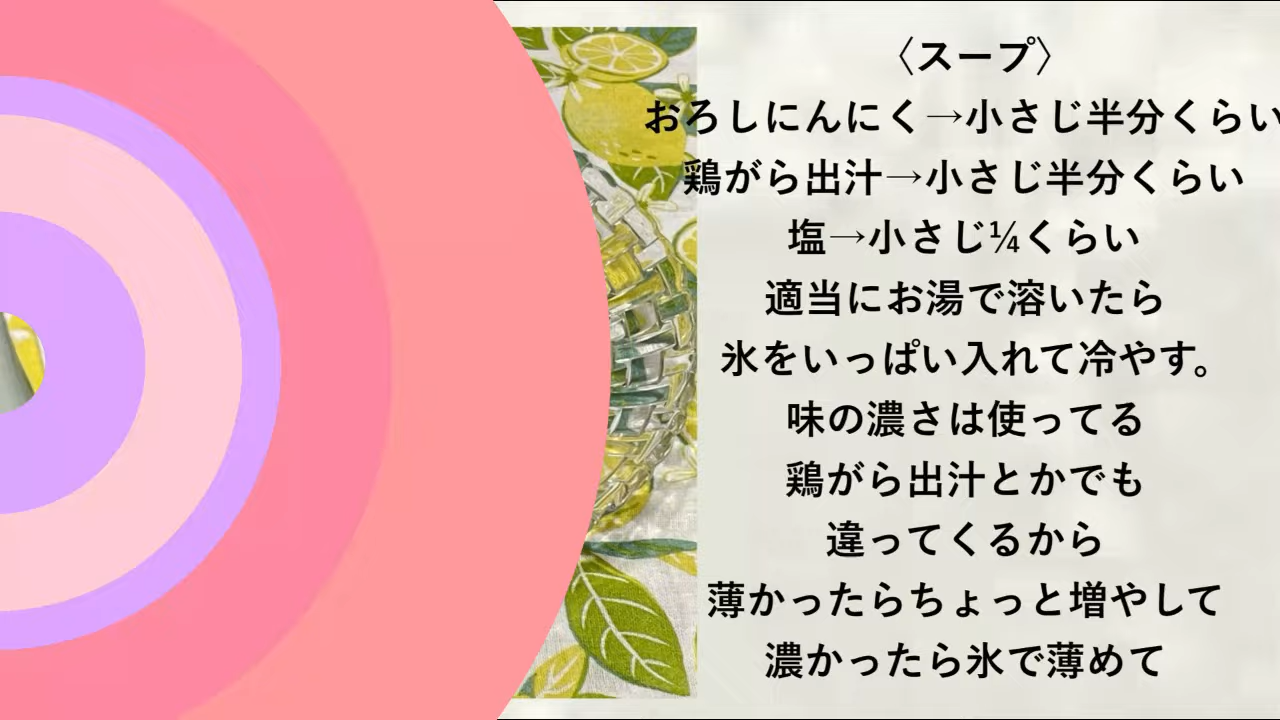 〈スープ〉
おろしにんにく→小さじ半分くらい
鶏がら出汁→小さじ半分くらい
塩→小さじ¼くらい
適当にお湯で溶いたら
氷をいっぱい入れて冷やす。
味の濃さは使ってる
鶏がら出汁とかでも
違ってくるから
薄かったらちょっと増やして
濃かったら氷で薄めて